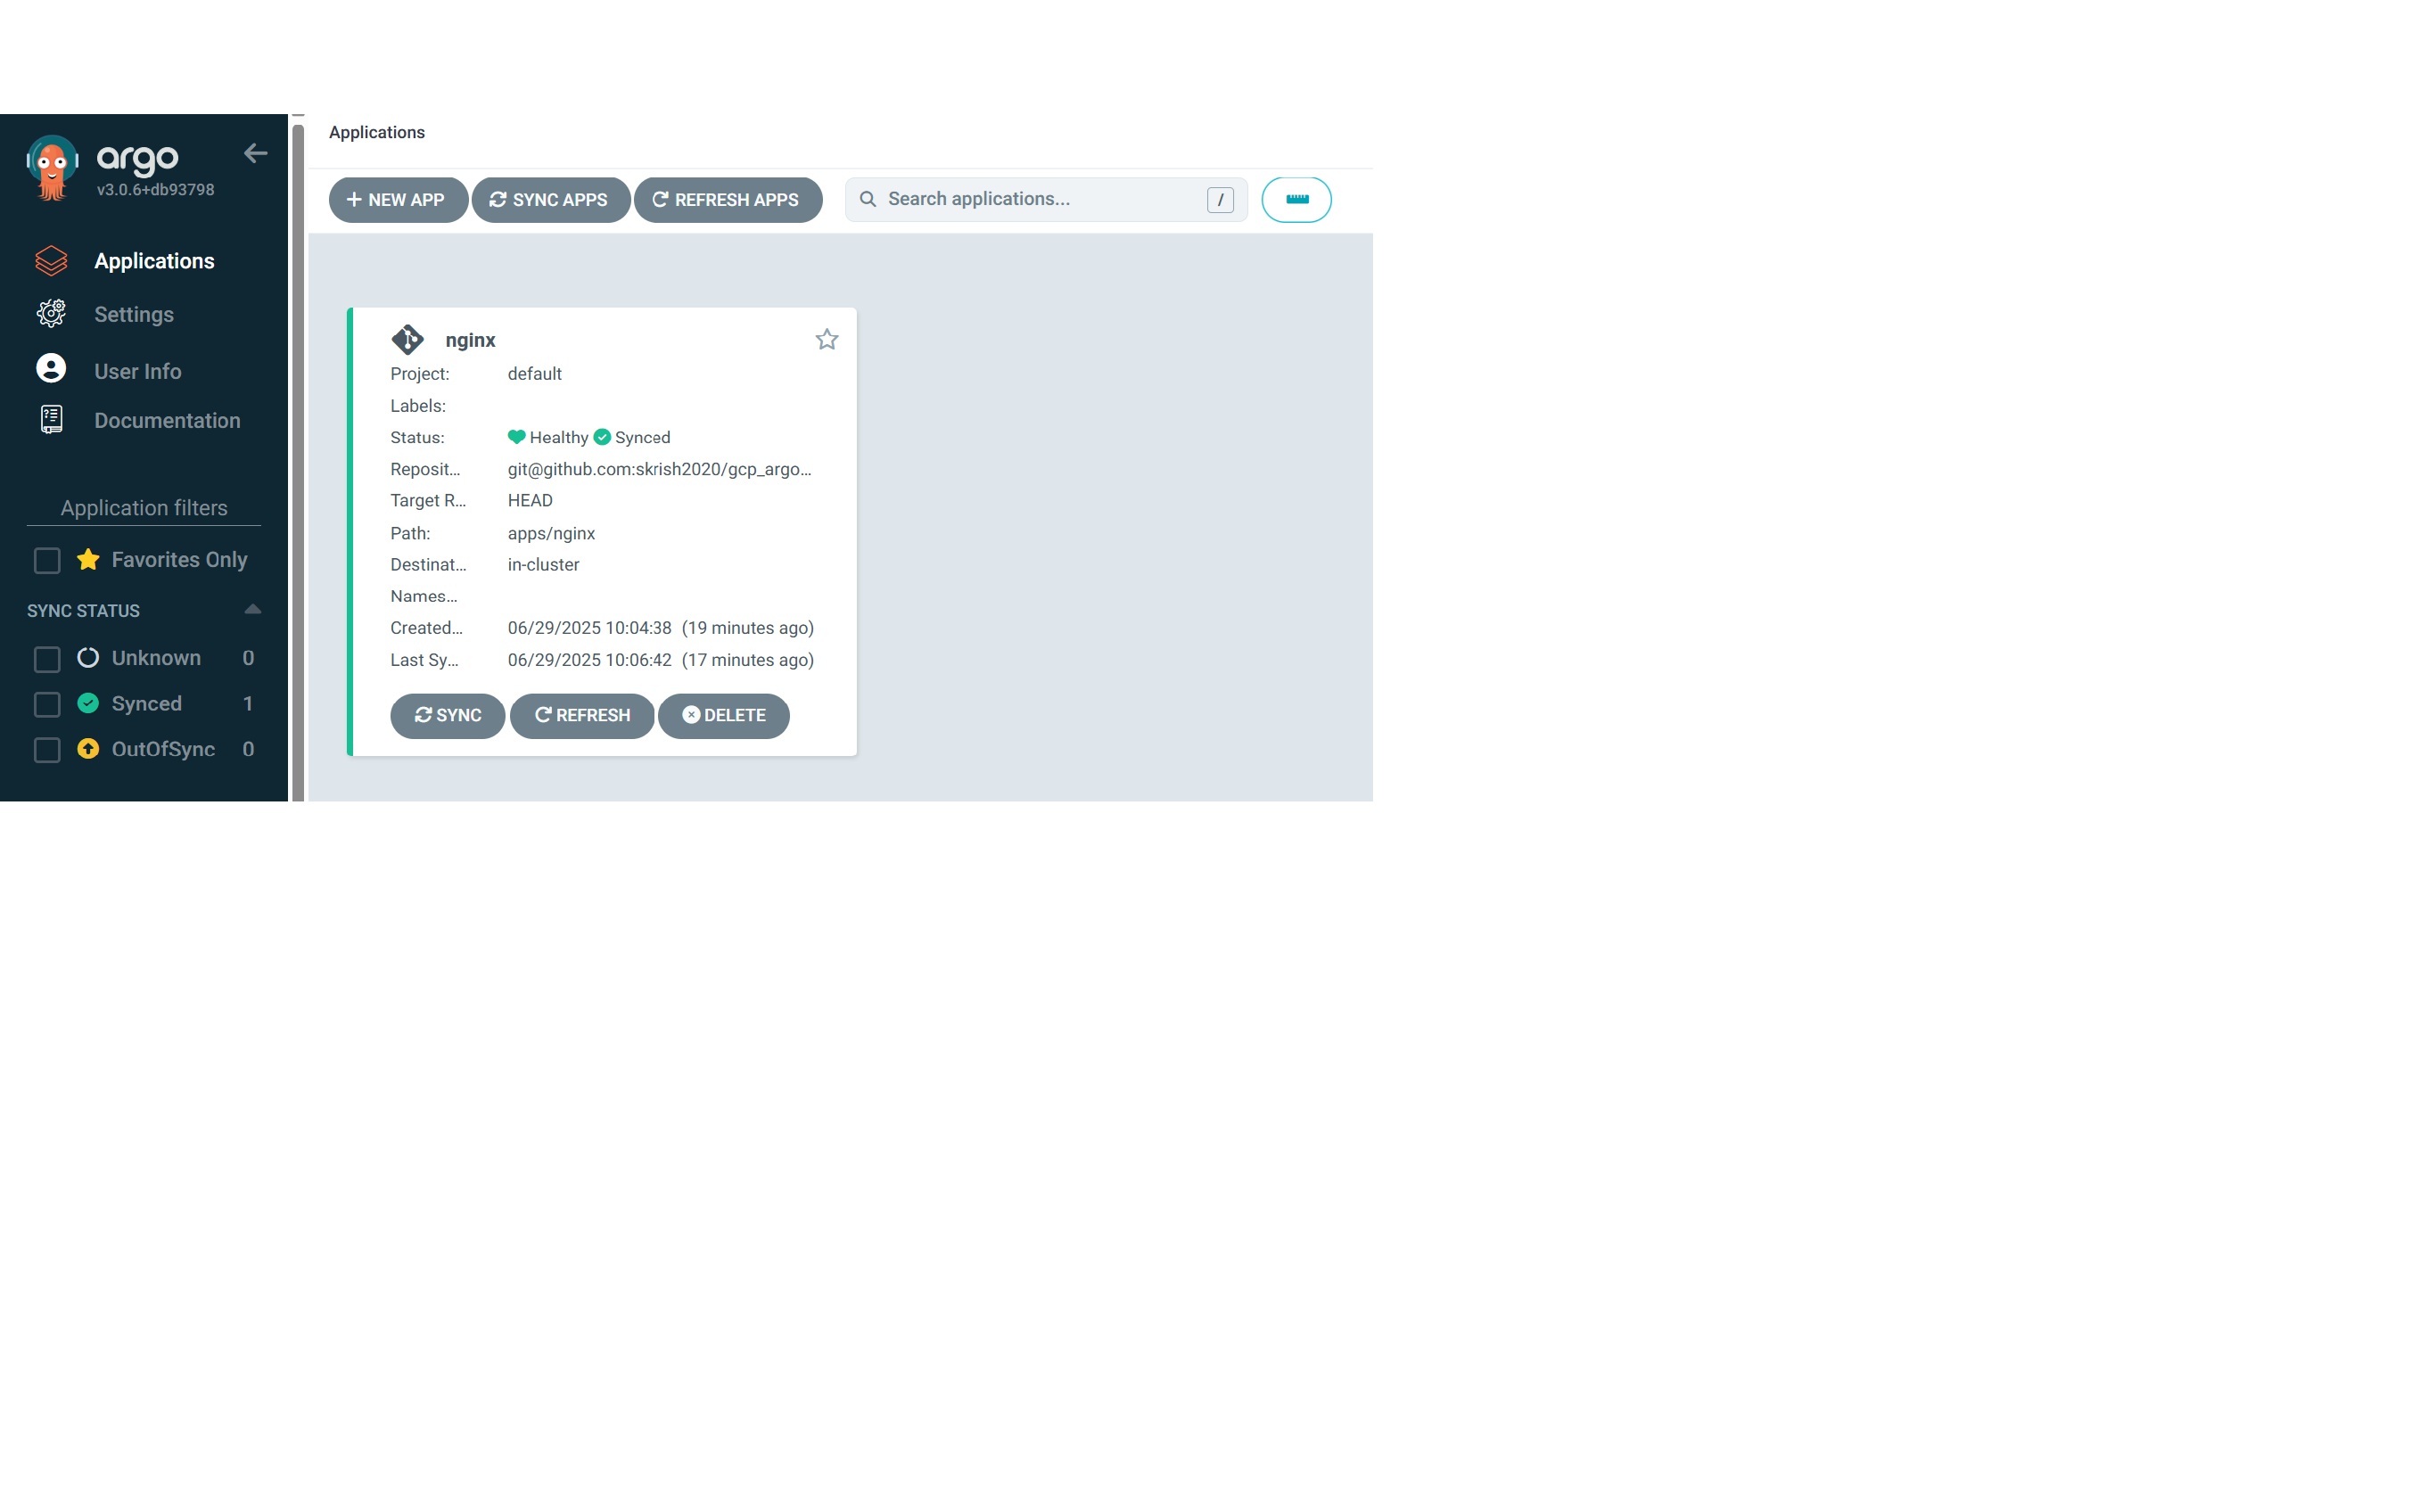 argo
v3.0.6+db93798
Applications
Settings
User Info
Documentation
Application filters
Favorites Only
SYNC STATUS
Unknown 0
Synced 1
OutOfSync 0
Applications
NEW APP SYNC APPS REFRESH APPS Search applications... /
nginx
Project: default
Labels:
Status: Healthy Synced
Reposit... git@github.com:skrish2020/gcp_argo...
Target R... HEAD
Path: apps/nginx
Destinat... in-cluster
Names...
Created... 06/29/2025 10:04:38 (19 minutes ago)
Last Sy... 06/29/2025 10:06:42 (17 minutes ago)
SYNC REFRESH DELETE